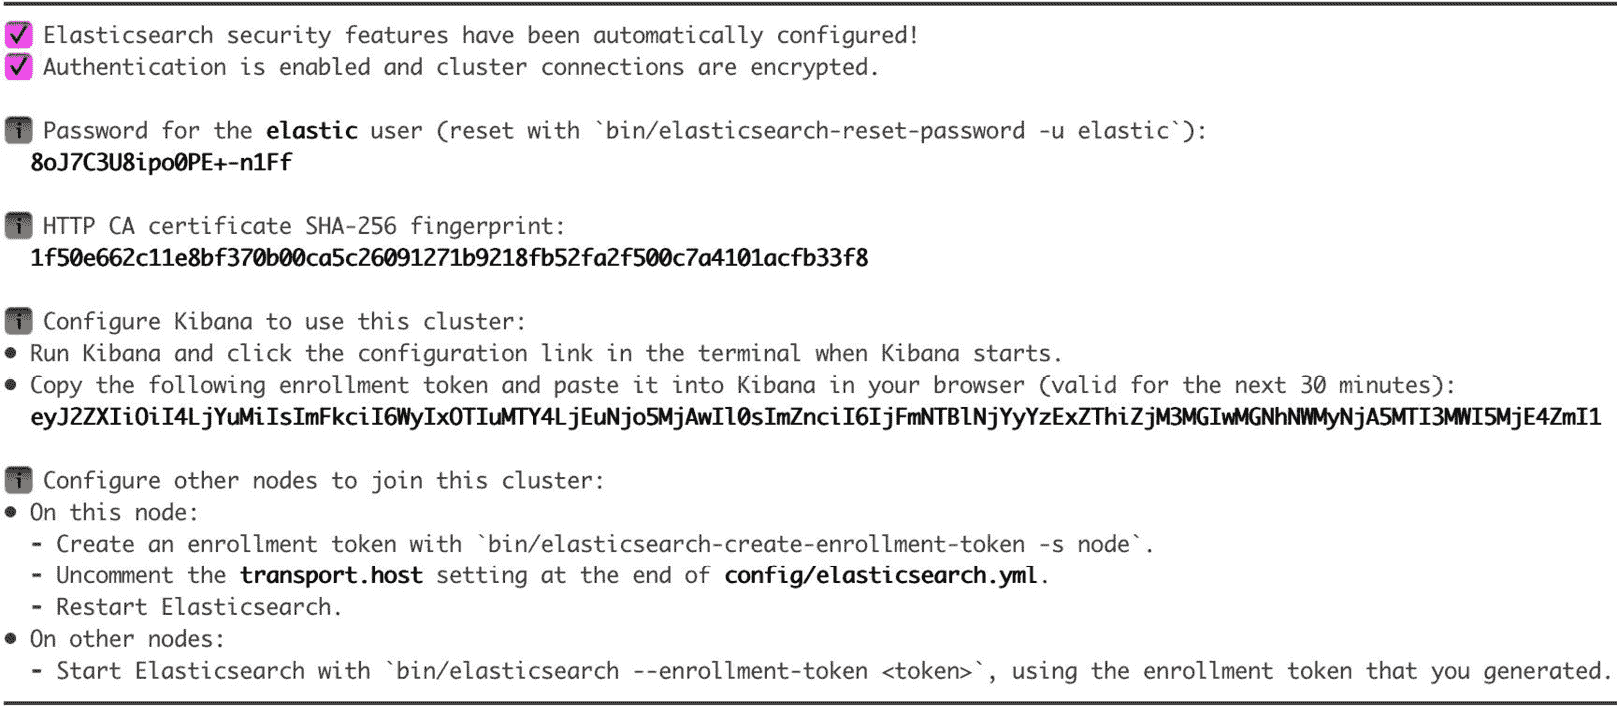 ✓ Elasticsearch security features have been automatically configured!
✓ Authentication is enabled and cluster connections are encrypted.
i Password for the elastic user (reset with `bin/elasticsearch-reset-password -u elastic`):
8oJ7C3U8ipo0PE+-n1Ff
i HTTP CA certificate SHA-256 fingerprint:
1f50e662c11e8bf370b00ca5c26091271b9218fb52fa2f500c7a4101acfb33f8
i Configure Kibana to use this cluster:
• Run Kibana and click the configuration link in the terminal when Kibana starts.
• Copy the following enrollment token and paste it into Kibana in your browser (valid for the next 30 minutes):
eyJ2ZXIiOiI4LjYuMiIsImFkciI6WyIxOTIuMTY4LjEuNjo5MjAwIl0sImZnciI6IjFmNTBlNjYyYzExZThiZjM3MGIwMGNhNWMyNjA5MTI3MWI5MjE4ZmI1
i Configure other nodes to join this cluster:
• On this node:
- Create an enrollment token with `bin/elasticsearch-create-enrollment-token -s node`.
- Uncomment the transport.host setting at the end of config/elasticsearch.yml.
- Restart Elasticsearch.
• On other nodes:
- Start Elasticsearch with `bin/elasticsearch --enrollment-token <token>`, using the enrollment token that you generated.